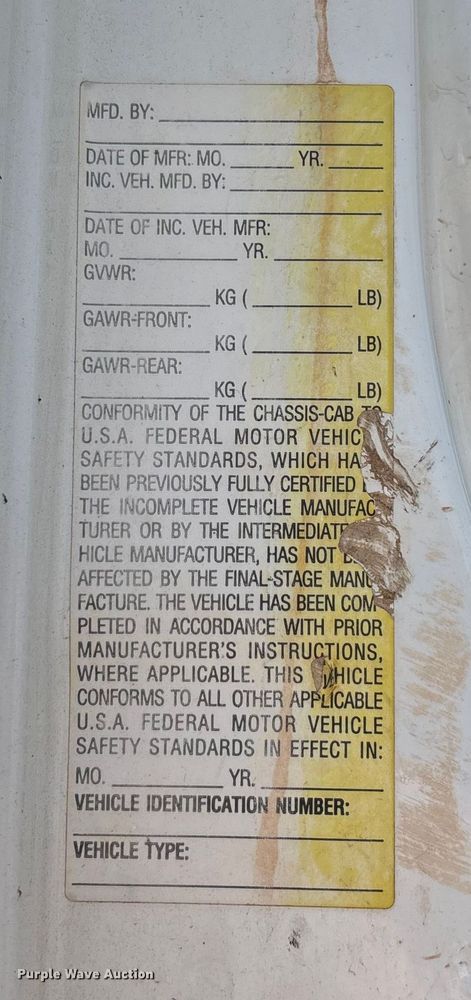 MFD. BY:
DATE OF MFR: MO. YR.
INC. VEH. MFD. BY:
DATE OF INC. VEH. MFR:
MO. YR.
GVWR:
KG ( LB)
GAWR-FRONT:
KG ( LB)
GAWR-REAR:
KG ( LB)
CONFORMITY OF THE CHASSIS-CAB
U.S.A. FEDERAL MOTOR VEHIC
SAFETY STANDARDS, WHICH HA
BEEN PREVIOUSLY FULLY CERTIFIED
THE INCOMPLETE VEHICLE MANUFAC
TURER OR BY THE INTERMEDIATE
HICLE MANUFACTURER, HAS NOT
AFFECTED BY THE FINAL-STAGE MANU
FACTURE. THE VEHICLE HAS BEEN COM
PLETED IN ACCORDANCE WITH PRIOR
MANUFACTURER'S INSTRUCTIONS,
WHERE APPLICABLE. THIS VEHICLE
CONFORMS TO ALL OTHER APPLICABLE
U.S.A. FEDERAL MOTOR VEHICLE
SAFETY STANDARDS IN EFFECT IN:
MO. YR.
VEHICLE IDENTIFICATION NUMBER:
VEHICLE TYPE:
Purple Wave Auction